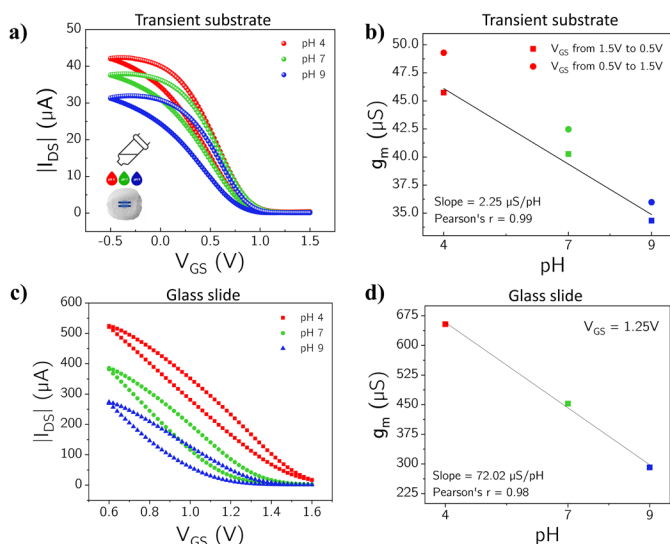 Transient substrate
a)
50
40
30
20
10
0
|I_DS| (μA)
pH 4
pH 7
pH 9
-0.5 0.0 0.5 1.0 1.5
V_GS (V)
Transient substrate
b)
50.0
45.0
42.5
40.0
35.0
g_m (μS)
V_GS from 1.5V to 0.5V
V_GS from 0.5V to 1.5V
Slope = 2.25 μS/pH
Pearson's r = 0.99
4 7 9
pH
Glass slide
c)
600
500
400
300
200
100
0
|I_DS| (μA)
pH 4
pH 7
pH 9
0.6 0.8 1.0 1.2 1.4 1.6
V_GS (V)
Glass slide
d)
675
600
450
300
225
g_m (μS)
V_GS = 1.25V
Slope = 72.02 μS/pH
Pearson's r = 0.98
4 7 9
pH